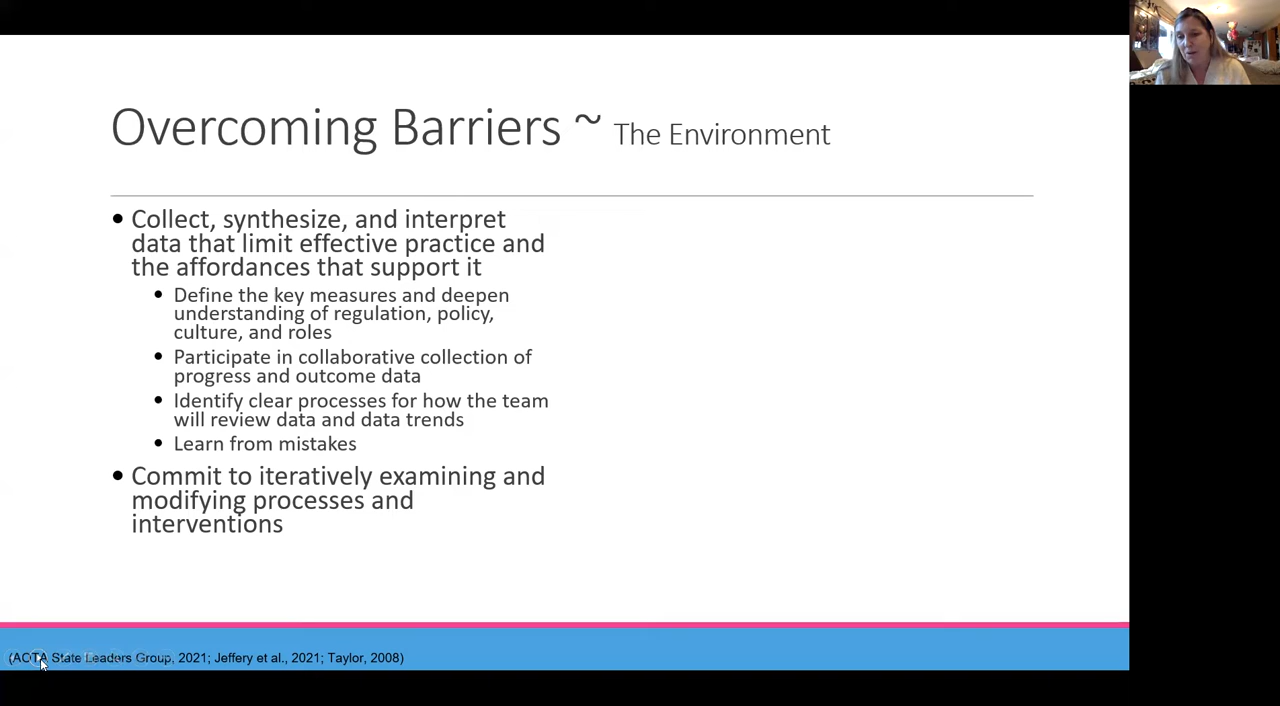 Overcoming Barriers ~ The Environment
• Collect, synthesize, and interpret
data that limit effective practice and
the affordances that support it
• Define the key measures and deepen
understanding of regulation, policy,
culture, and roles
• Participate in collaborative collection of
progress and outcome data
• Identify clear processes for how the team
will review data and data trends
• Learn from mistakes
• Commit to iteratively examining and
modifying processes and
interventions
(AOTA State Leaders Group, 2021; Jeffery et al., 2021; Taylor, 2008)